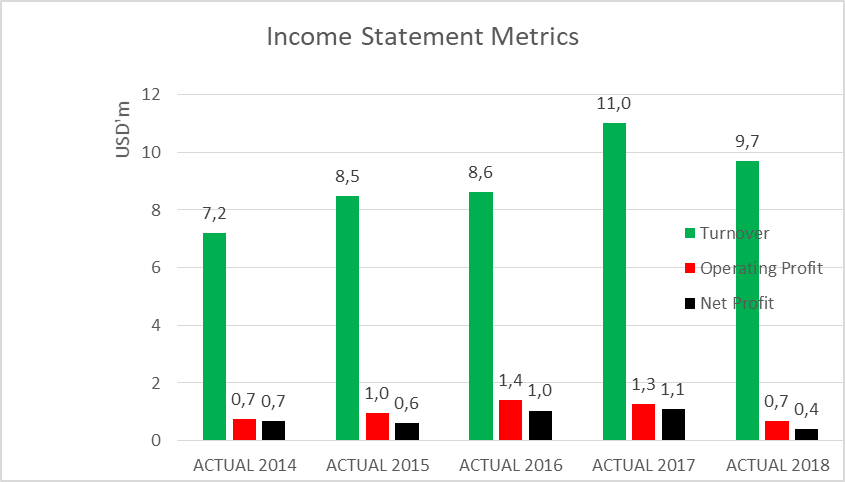 Income Statement Metrics
USD'm
12
10
8
6
4
2
0
7,2
0,7
0,7
8,5
1,0
0,6
8,6
1,4
1,0
11,0
1,3
1,1
9,7
0,7
0,4
Turnover
Operating Profit
Net Profit
ACTUAL 2014
ACTUAL 2015
ACTUAL 2016
ACTUAL 2017
ACTUAL 2018